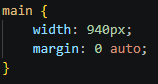 main {
    width: 940px;
    margin: 0 auto;
}